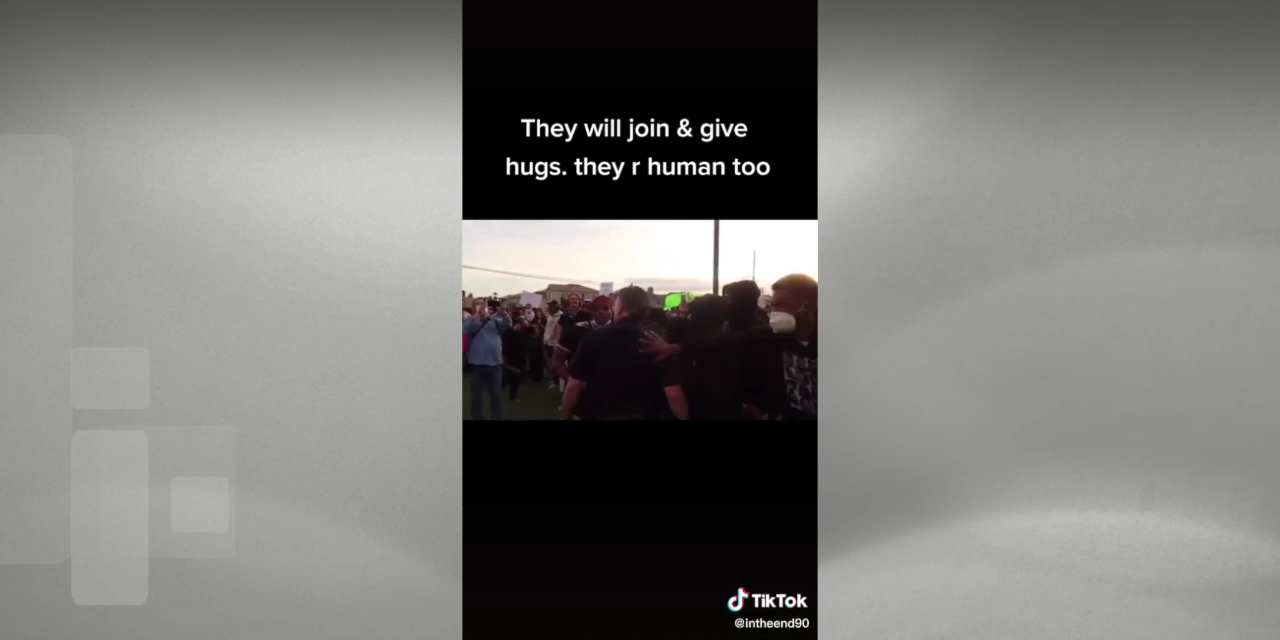 They will join & give
hugs. they r human too
TikTok
@intheend90